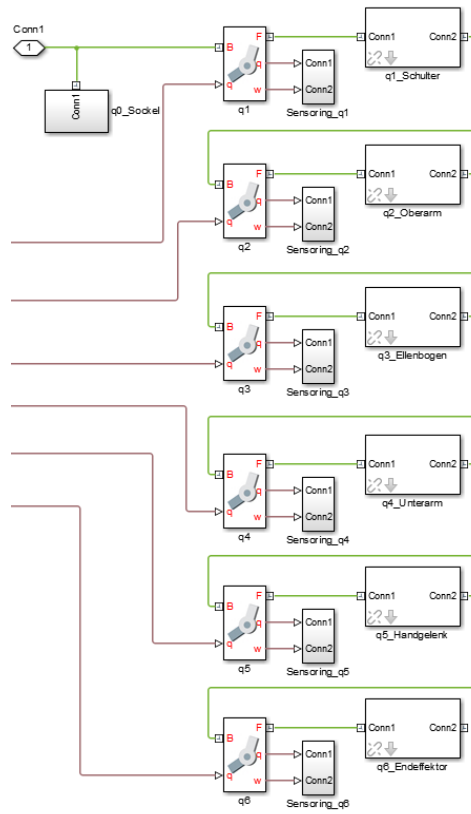 Conn1
1
Conn1
q0_Sockel
B
F
q
q
w
q1
Conn1
Conn2
Sensoring_q1
Conn1
Conn2
q1_Schulter
B
F
q
q
w
q2
Conn1
Conn2
Sensoring_q2
Conn1
Conn2
q2_Oberarm
B
F
q
q
w
q3
Conn1
Conn2
Sensoring_q3
Conn1
Conn2
q3_Ellenbogen
B
F
q
q
w
q4
Conn1
Conn2
Sensoring_q4
Conn1
Conn2
q4_Unterarm
B
F
q
q
w
q5
Conn1
Conn2
Sensoring_q5
Conn1
Conn2
q5_Handgelenk
B
F
q
q
w
q6
Conn1
Conn2
Sensoring_q6
Conn1
Conn2
q6_Endeffektor